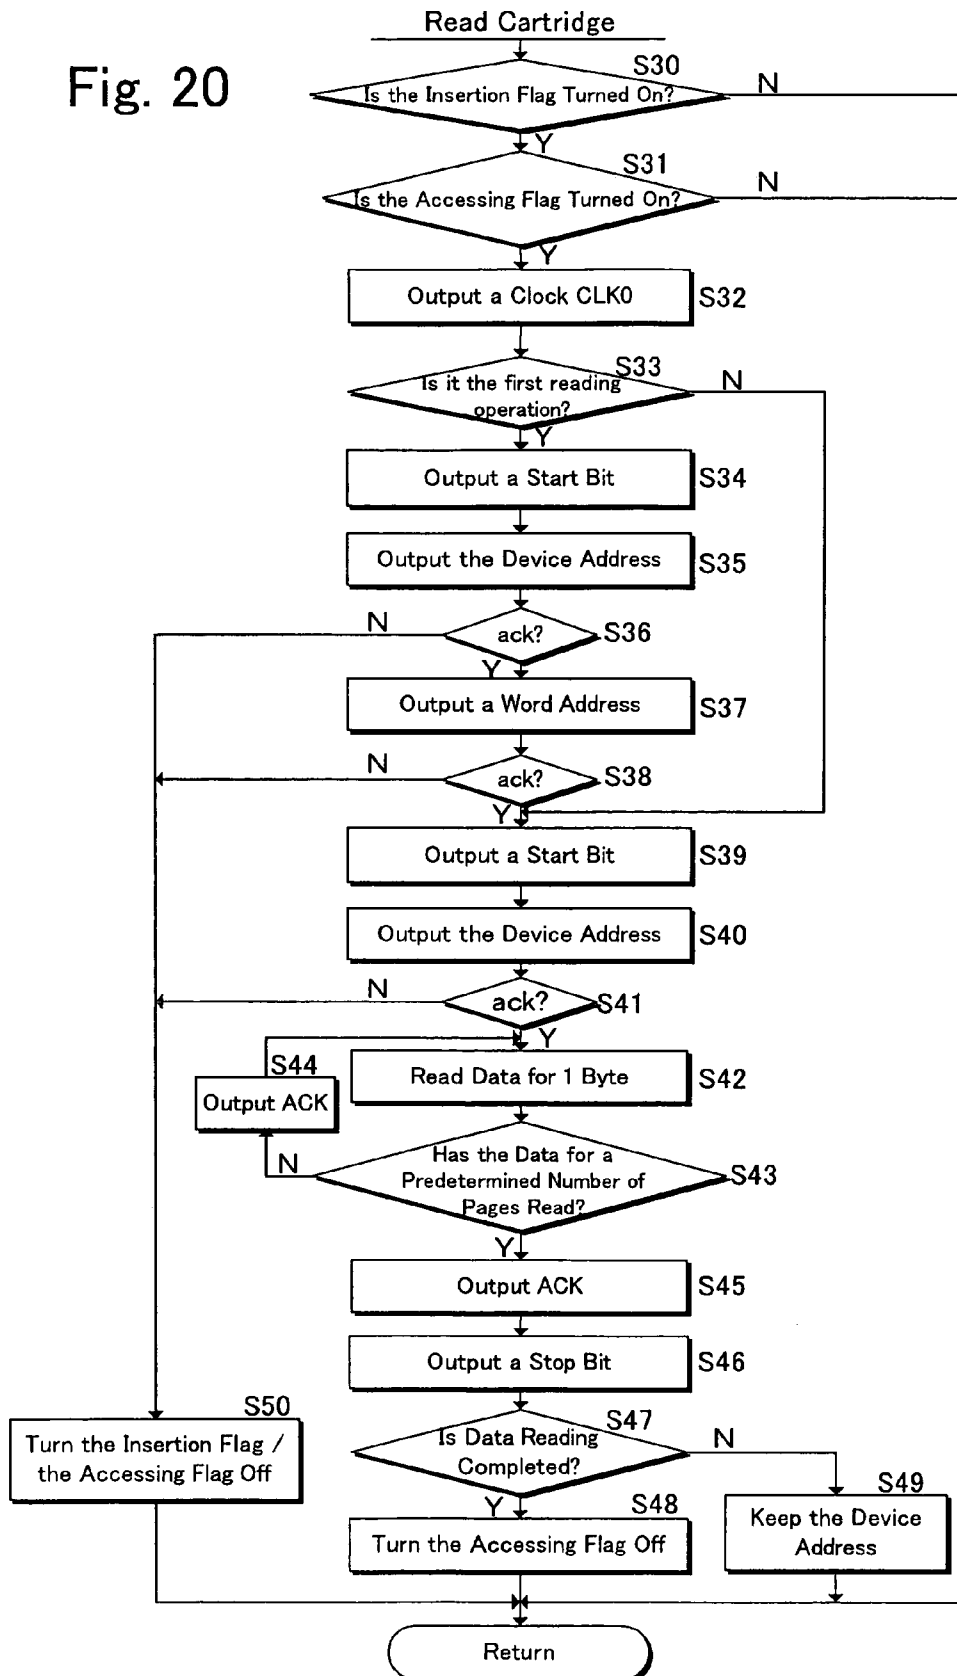 Read Cartridge
Fig. 20
S30
Is the Insertion Flag Turned On?
N
Y
S31
Is the Accessing Flag Turned On?
N
Y
Output a Clock CLK0
S32
S33
Is it the first reading
operation?
N
Y
Output a Start Bit
S34
Output the Device Address
S35
N
ack?
S36
Y
Output a Word Address
S37
N
ack?
S38
Y
Output a Start Bit
S39
Output the Device Address
S40
N
ack?
S41
Y
S44
Output ACK
Read Data for 1 Byte
S42
N
Has the Data for a
Predetermined Number of
Pages Read?
S43
Y
Output ACK
S45
Output a Stop Bit
S46
S50
Turn the Insertion Flag /
the Accessing Flag Off
S47
Is Data Reading
Completed?
N
Y
S48
Turn the Accessing Flag Off
S49
Keep the Device
Address
Return